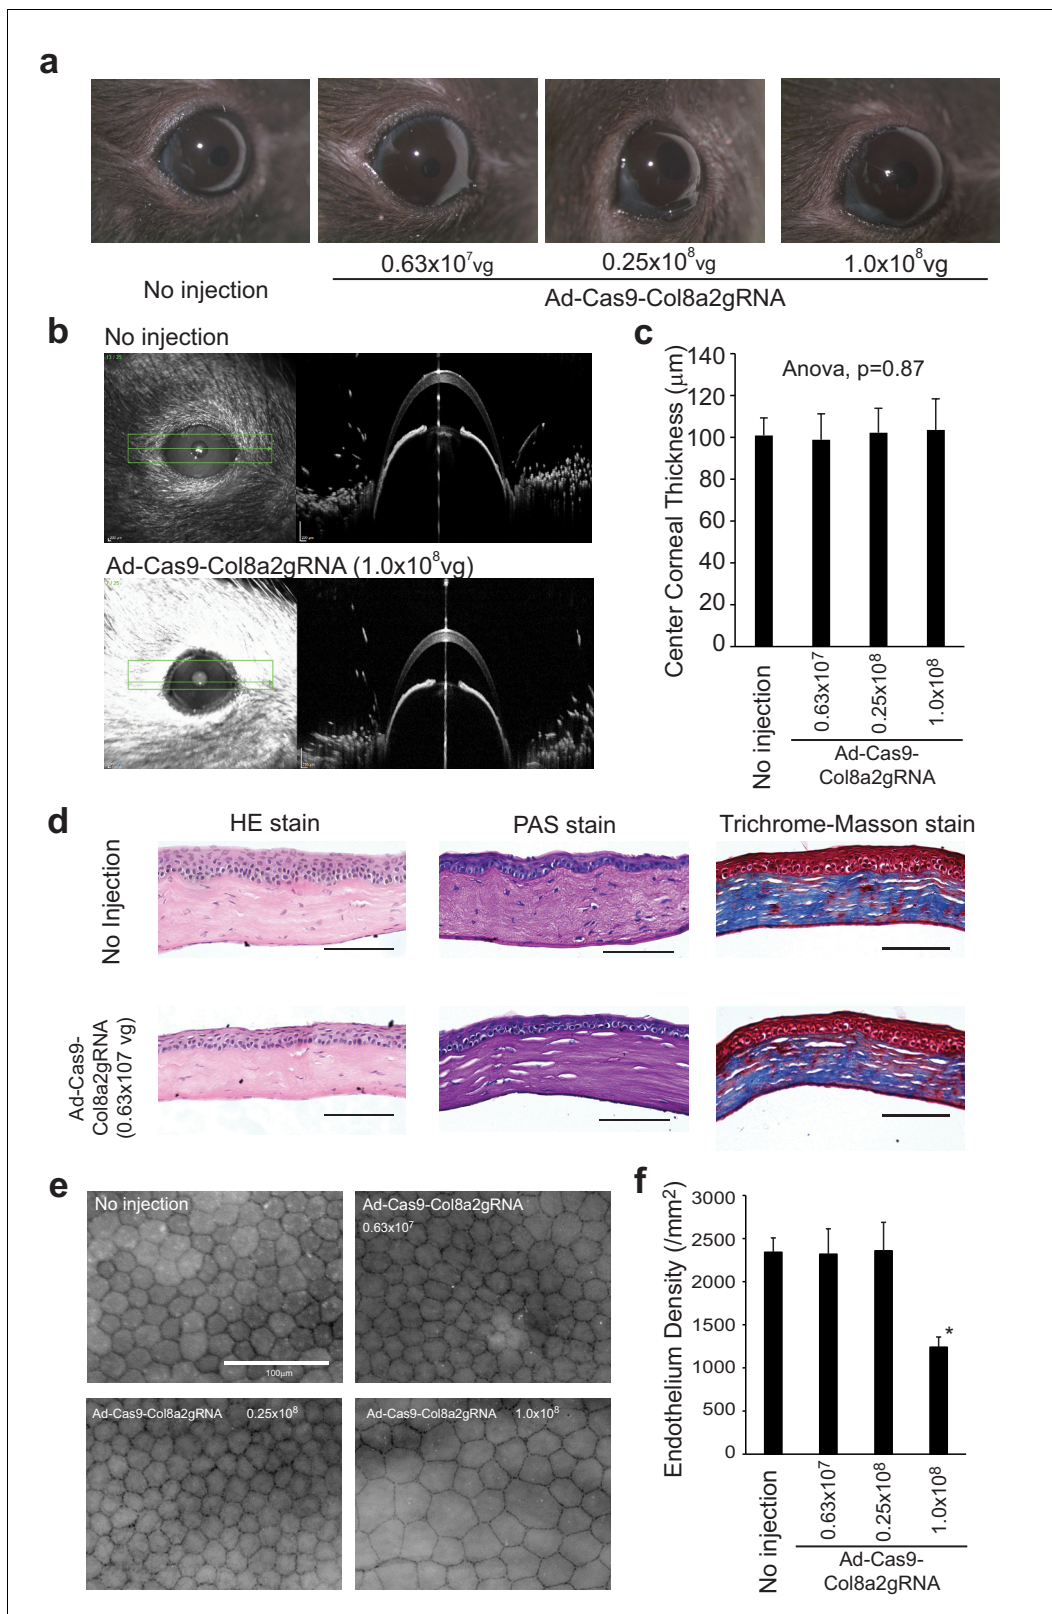 a
0.63x10⁷vg
0.25x10⁸vg
1.0x10⁸vg
No injection
Ad-Cas9-Col8a2gRNA
b
No injection
Ad-Cas9-Col8a2gRNA (1.0x10⁸vg)
c
Center Corneal Thickness (μm)
140
120
100
80
60
40
20
0
Anova, p=0.87
No injection
0.63x10⁷
0.25x10⁸
1.0x10⁸
Ad-Cas9-
Col8a2gRNA
d
HE stain
PAS stain
Trichrome-Masson stain
No Injection
Ad-Cas9-
Col8a2gRNA
(0.63x107 vg)
e
No injection
100μm
Ad-Cas9-Col8a2gRNA
0.63x10⁷
Ad-Cas9-Col8a2gRNA 0.25x10⁸
Ad-Cas9-Col8a2gRNA 1.0x10⁸
f
Endothelium Density (/mm²)
3000
2500
2000
1500
1000
500
0
*
No injection
0.63x10⁷
0.25x10⁸
1.0x10⁸
Ad-Cas9-
Col8a2gRNA